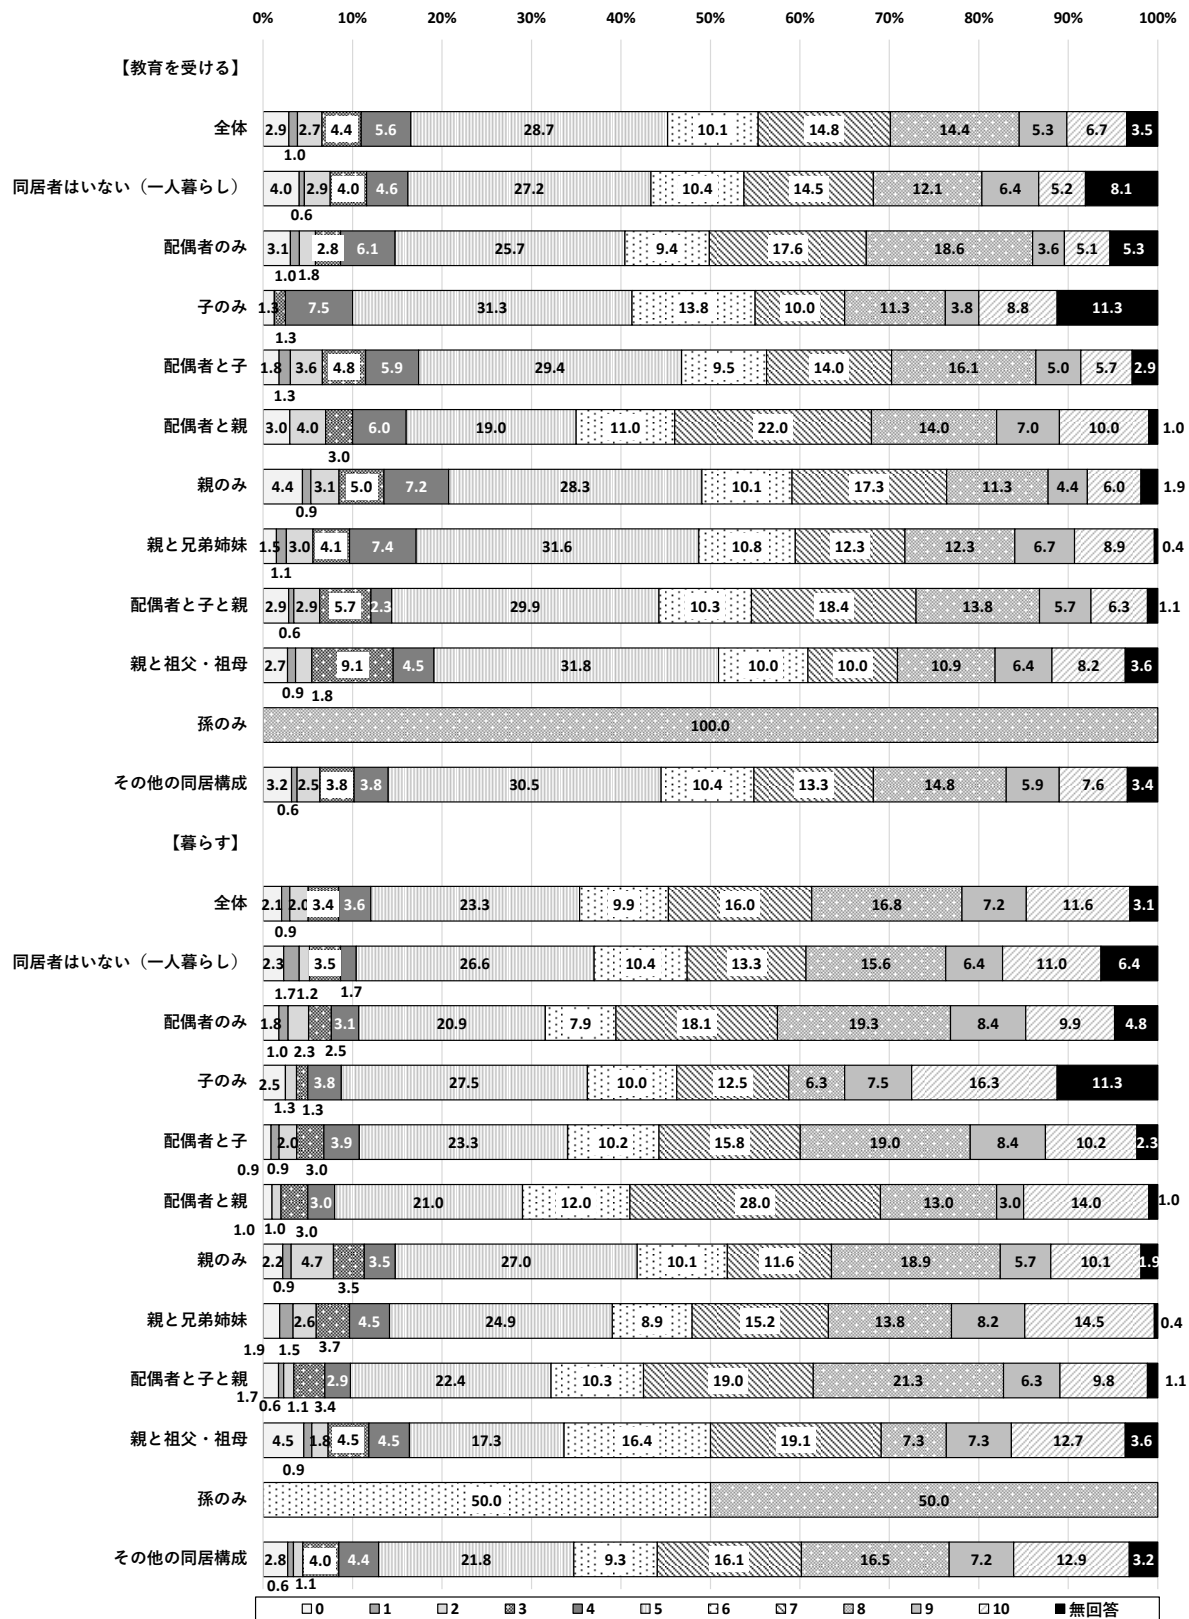 0% 10% 20% 30% 40% 50% 60% 70% 80% 90% 100%
【教育を受ける】
全体 2.9 1.0 2.7 4.4 5.6 28.7 10.1 14.8 14.4 5.3 6.7 3.5
同居者はいない（一人暮らし） 4.0 0.6 2.9 4.0 4.6 27.2 10.4 14.5 12.1 6.4 5.2 8.1
配偶者のみ 3.1 1.0 1.8 2.8 6.1 25.7 9.4 17.6 18.6 3.6 5.1 5.3
子のみ 1.3 1.3 7.5 31.3 13.8 10.0 11.3 3.8 8.8 11.3
配偶者と子 1.8 1.3 3.6 4.8 5.9 29.4 9.5 14.0 16.1 5.0 5.7 2.9
配偶者と親 3.0 4.0 3.0 6.0 19.0 11.0 22.0 14.0 7.0 10.0 1.0
親のみ 4.4 0.9 3.1 5.0 7.2 28.3 10.1 17.3 11.3 4.4 6.0 1.9
親と兄弟姉妹 1.5 1.1 3.0 4.1 7.4 31.6 10.8 12.3 12.3 6.7 8.9 0.4
配偶者と子と親 2.9 0.6 2.9 5.7 2.3 29.9 10.3 18.4 13.8 5.7 6.3 1.1
親と祖父・祖母 2.7 0.9 1.8 9.1 4.5 31.8 10.0 10.0 10.9 6.4 8.2 3.6
孫のみ 100.0
その他の同居構成 3.2 0.6 2.5 3.8 3.8 30.5 10.4 13.3 14.8 5.9 7.6 3.4
【暮らす】
全体 2.1 0.9 2.0 3.4 3.6 23.3 9.9 16.0 16.8 7.2 11.6 3.1
同居者はいない（一人暮らし） 2.3 1.7 1.2 3.5 1.7 26.6 10.4 13.3 15.6 6.4 11.0 6.4
配偶者のみ 1.8 1.0 2.3 2.5 3.1 20.9 7.9 18.1 19.3 8.4 9.9 4.8
子のみ 2.5 1.3 1.3 3.8 27.5 10.0 12.5 6.3 7.5 16.3 11.3
配偶者と子 0.9 0.9 2.0 3.0 3.9 23.3 10.2 15.8 19.0 8.4 10.2 2.3
配偶者と親 1.0 1.0 3.0 3.0 21.0 12.0 28.0 13.0 3.0 14.0 1.0
親のみ 2.2 0.9 4.7 3.5 3.5 27.0 10.1 11.6 18.9 5.7 10.1 1.9
親と兄弟姉妹 1.9 1.5 2.6 3.7 4.5 24.9 8.9 15.2 13.8 8.2 14.5 0.4
配偶者と子と親 1.7 0.6 1.1 3.4 2.9 22.4 10.3 19.0 21.3 6.3 9.8 1.1
親と祖父・祖母 4.5 0.9 1.8 4.5 4.5 17.3 16.4 19.1 7.3 7.3 12.7 3.6
孫のみ 50.0 50.0
その他の同居構成 2.8 0.6 1.1 4.0 4.4 21.8 9.3 16.1 16.5 7.2 12.9 3.2
0 1 2 3 4 5 6 7 8 9 10 無回答